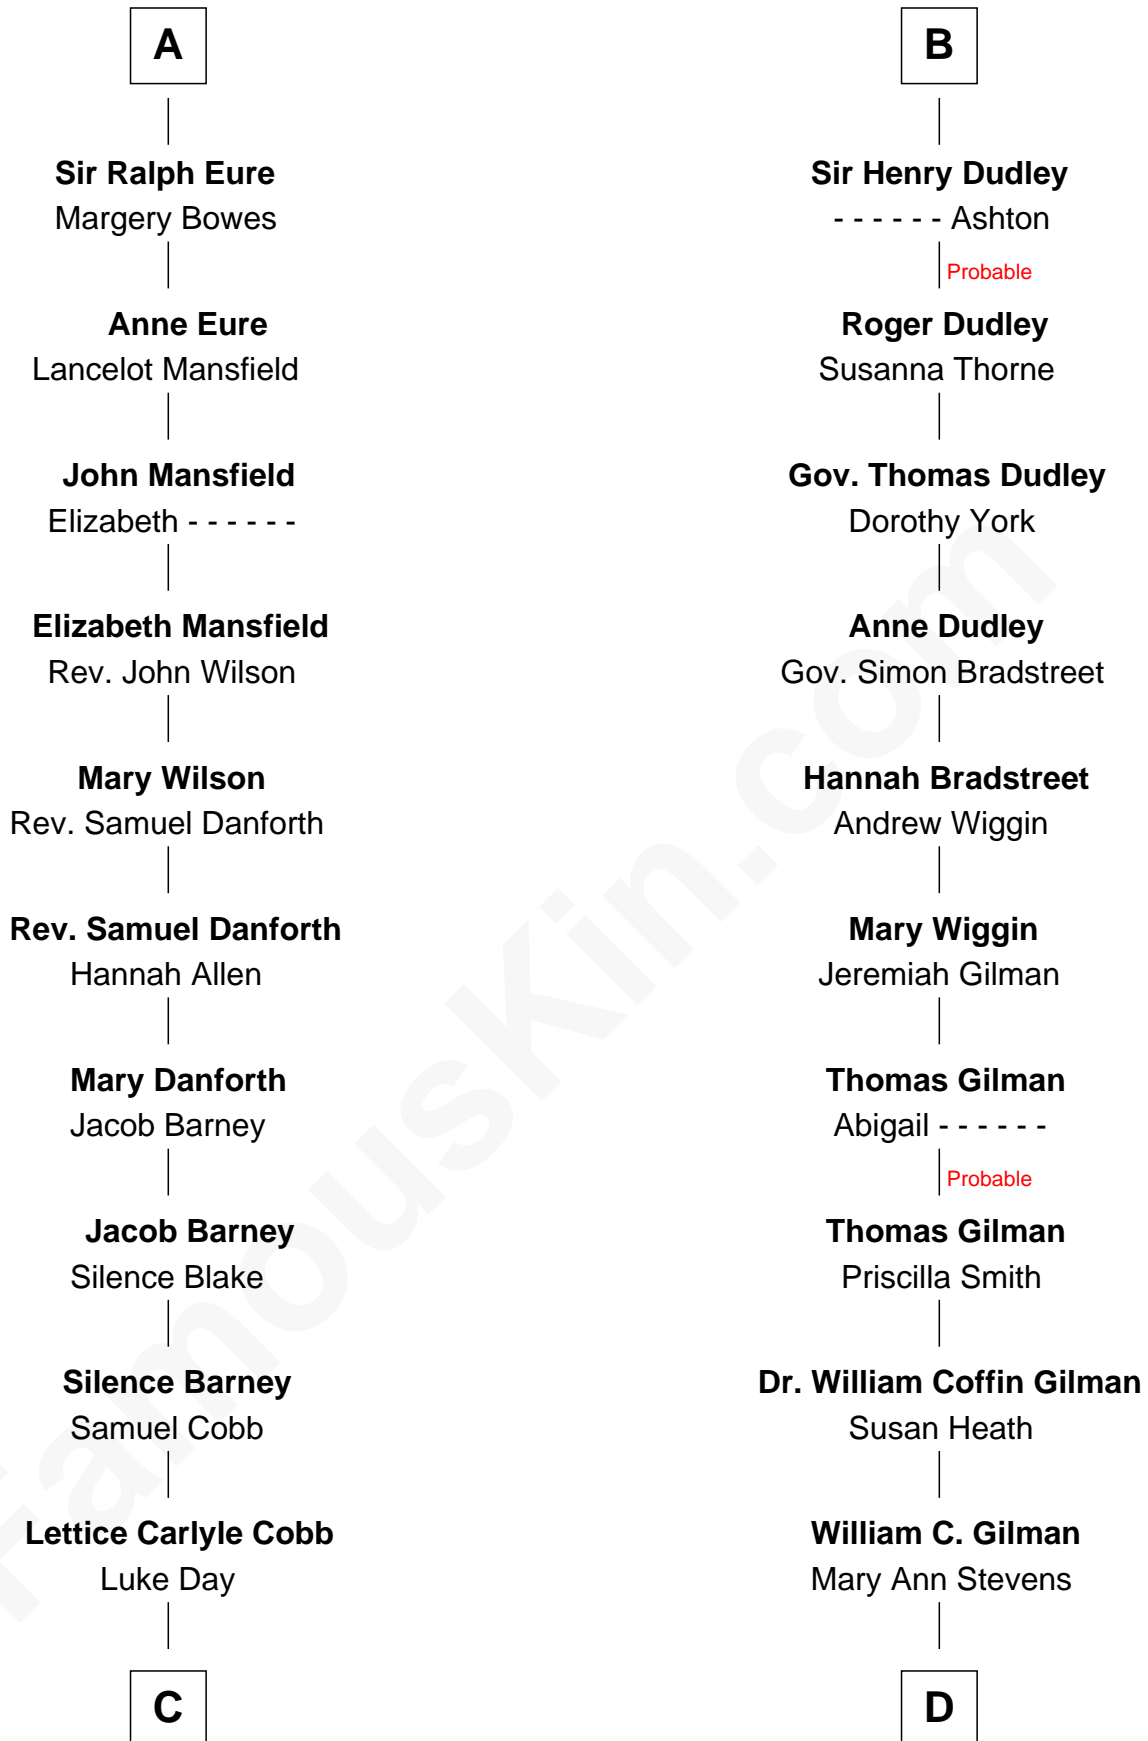 A
Sir Ralph Eure
Margery Bowes
Anne Eure
Lancelot Mansfield
John Mansfield
Elizabeth - - - - - -
Elizabeth Mansfield
Rev. John Wilson
Mary Wilson
Rev. Samuel Danforth
Rev. Samuel Danforth
Hannah Allen
Mary Danforth
Jacob Barney
Jacob Barney
Silence Blake
Silence Barney
Samuel Cobb
Lettice Carlyle Cobb
Luke Day
C
B
Sir Henry Dudley
- - - - - - Ashton
Probable
Roger Dudley
Susanna Thorne
Gov. Thomas Dudley
Dorothy York
Anne Dudley
Gov. Simon Bradstreet
Hannah Bradstreet
Andrew Wiggin
Mary Wiggin
Jeremiah Gilman
Thomas Gilman
Abigail - - - - - -
Probable
Thomas Gilman
Priscilla Smith
Dr. William Coffin Gilman
Susan Heath
William C. Gilman
Mary Ann Stevens
D
FamousKin.com